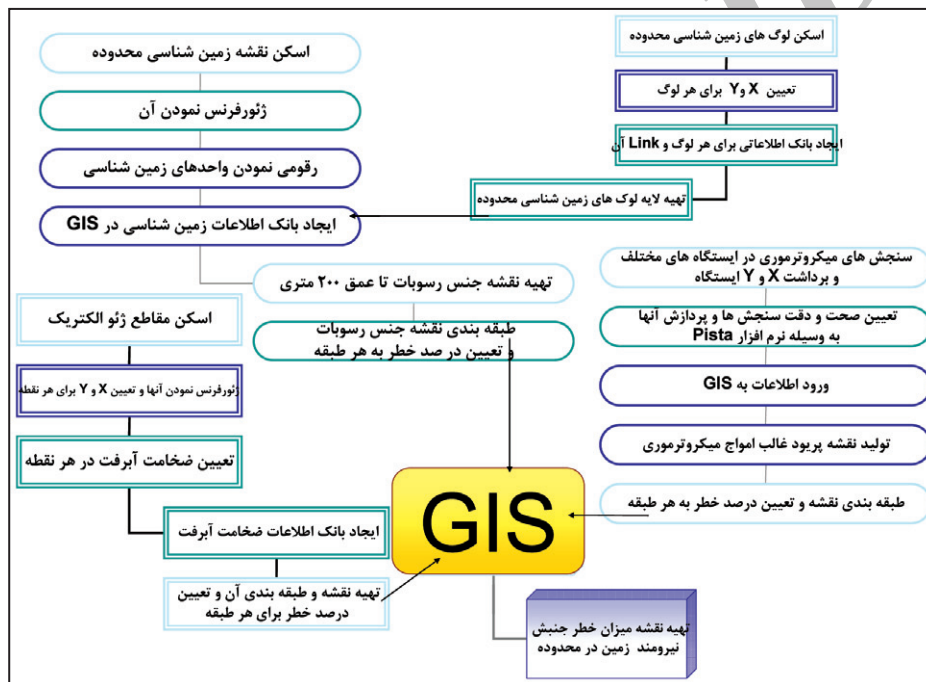 اسکن لوگ های زمین شناسی محدوده
تعیین X و Y برای هر لوگ
ایجاد بانک اطلاعاتی برای هر لوگ و Link آن
تهیه لایه لوک های زمین شناسی محدوده
اسکن نقشه زمین شناسی محدوده
ژئورفرنس نمودن آن
رقومی نمودن واحدهای زمین شناسی
ایجاد بانک اطلاعات زمین شناسی در GIS
تهیه نقشه جنس رسوبات تا عمق ۲۰۰ متری
طبقه بندی نقشه جنس رسوبات
و تعیین در صد خطر به هر طبقه
سنجش های میکروترموری در ایستگاه های مختلف
و برداشت X و Y ایستگاه
تعیین صحت و دقت سنجش ها و پردازش آنها
به وسیله نرم افزار Pista
ورود اطلاعات به GIS
تولید نقشه پریود غالب امواج میکروترموری
طبقه بندی نقشه و تعیین درصد خطر به هر طبقه
اسکن مقاطع ژئو الکتریک
ژئورفرنس نمودن آنها و تعیین X و Y برای هر نقطه
تعیین ضخامت آبرفت در هر نقطه
ایجاد بانک اطلاعات ضخامت آبرفت
تهیه نقشه و طبقه بندی آن و تعیین
درصد خطر برای هر طبقه
GIS
تهیه نقشه میزان خطر جنبش
نیرومند زمین در محدوده